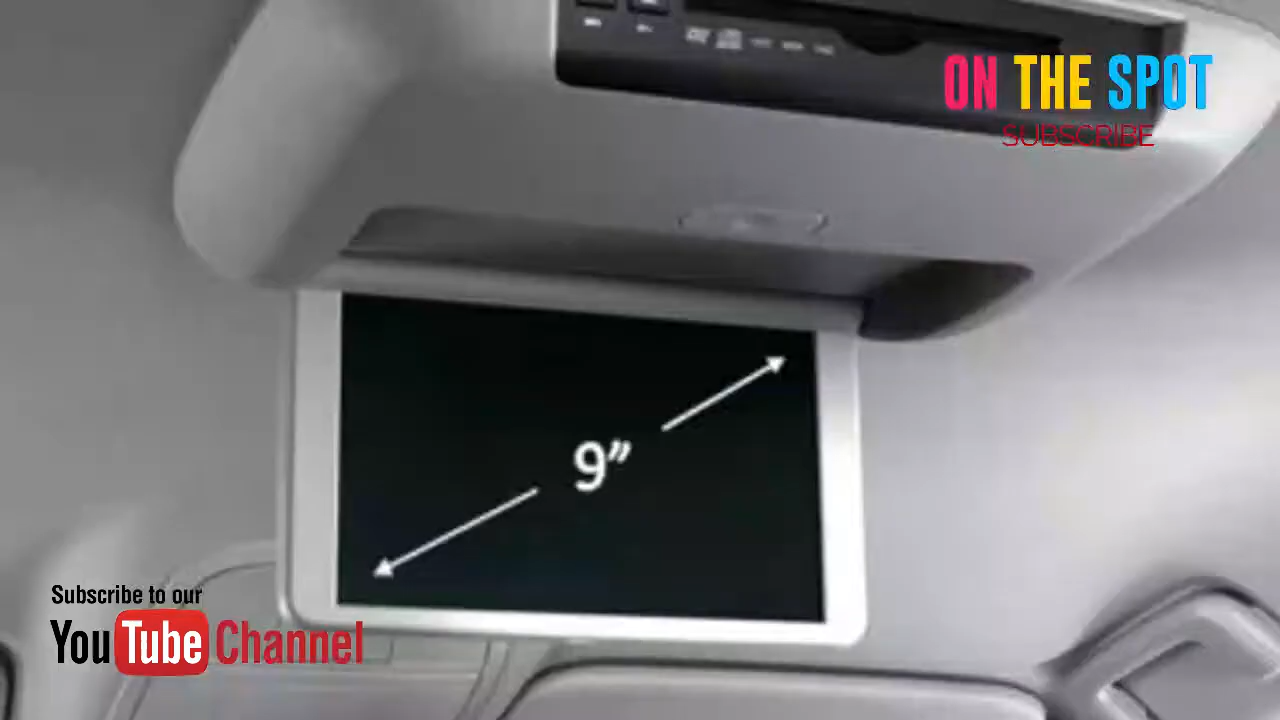 ON THE SPOT
SUBSCRIBE
9”
Subscribe to our
YouTube Channel